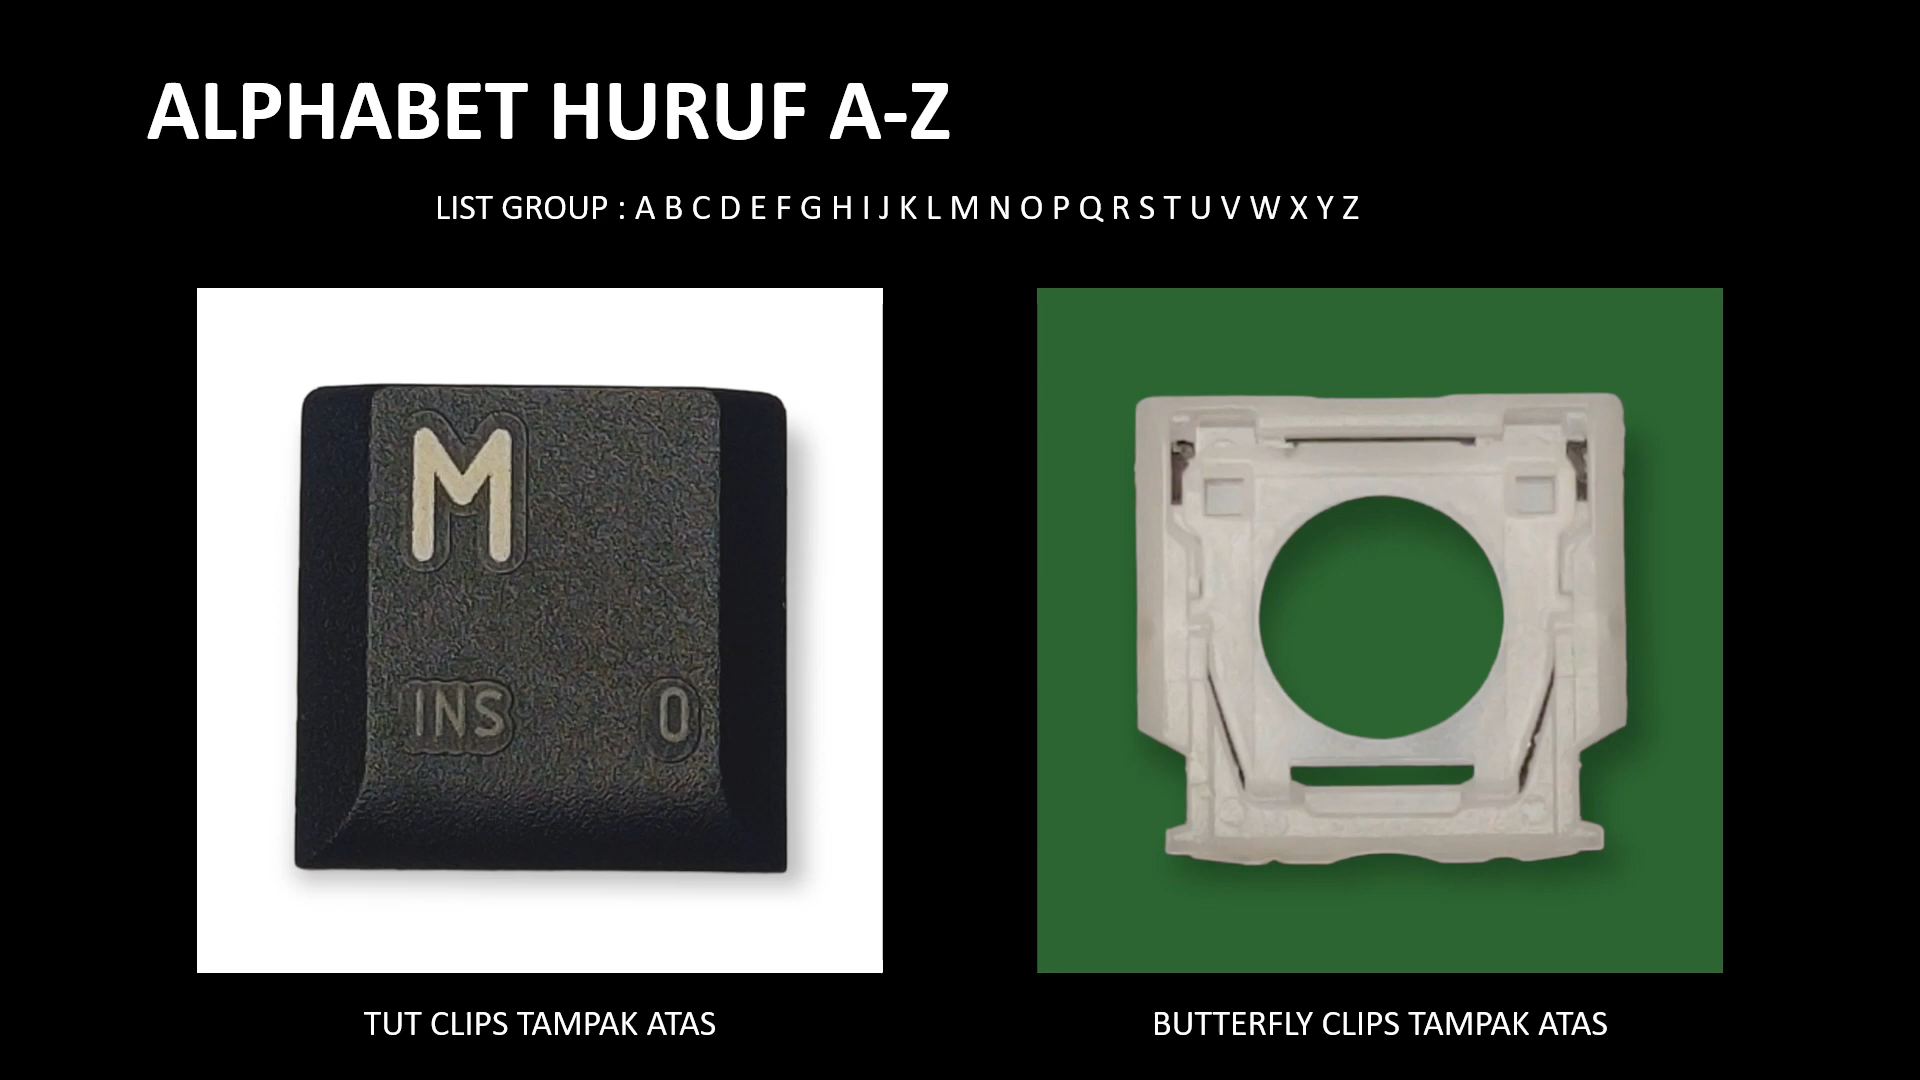 ALPHABET HURUF A-Z
LIST GROUP : A B C D E F G H I J K L M N O P Q R S T U V W X Y Z
M
INS 0
TUT CLIPS TAMPAK ATAS
BUTTERFLY CLIPS TAMPAK ATAS